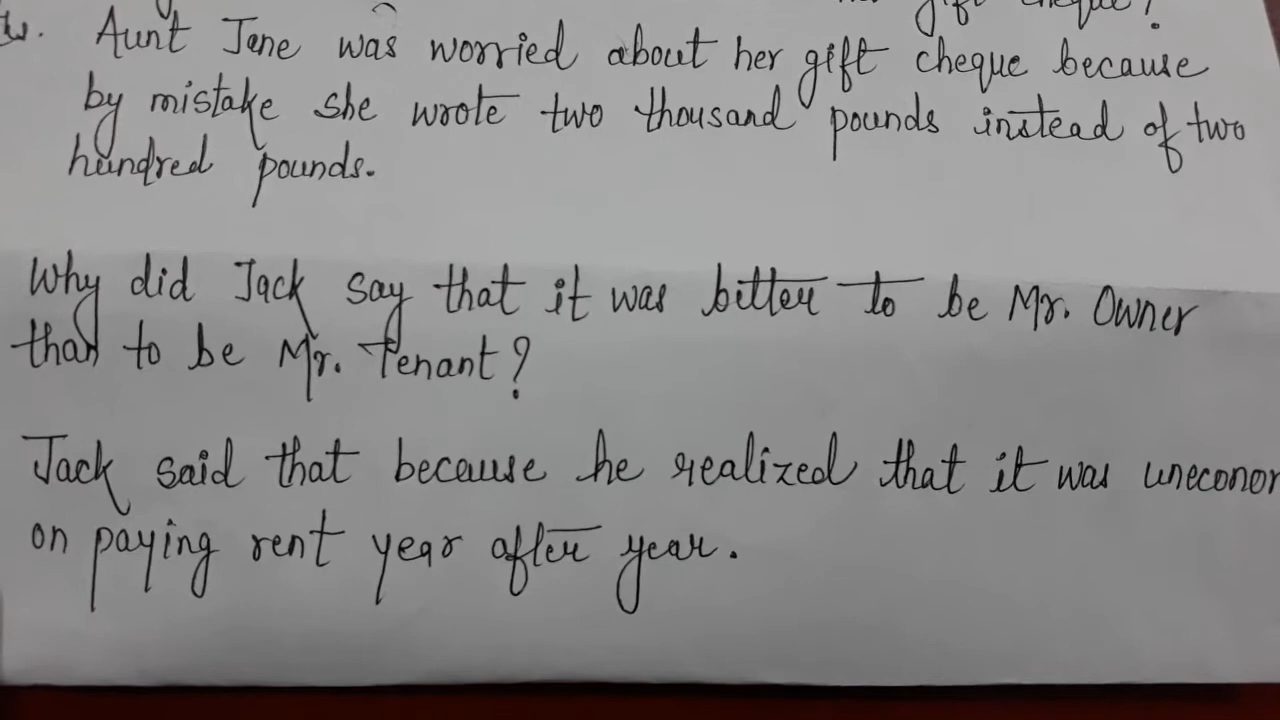 gift cheque?
Aunt Jane was worried about her gift cheque because
by mistake she wrote two thousand pounds instead of two
hundred pounds.
Why did Jack say that it was better to be Mr. Owner
than to be Mr. Tenant?
Jack said that because he realized that it was
on paying rent year after year.